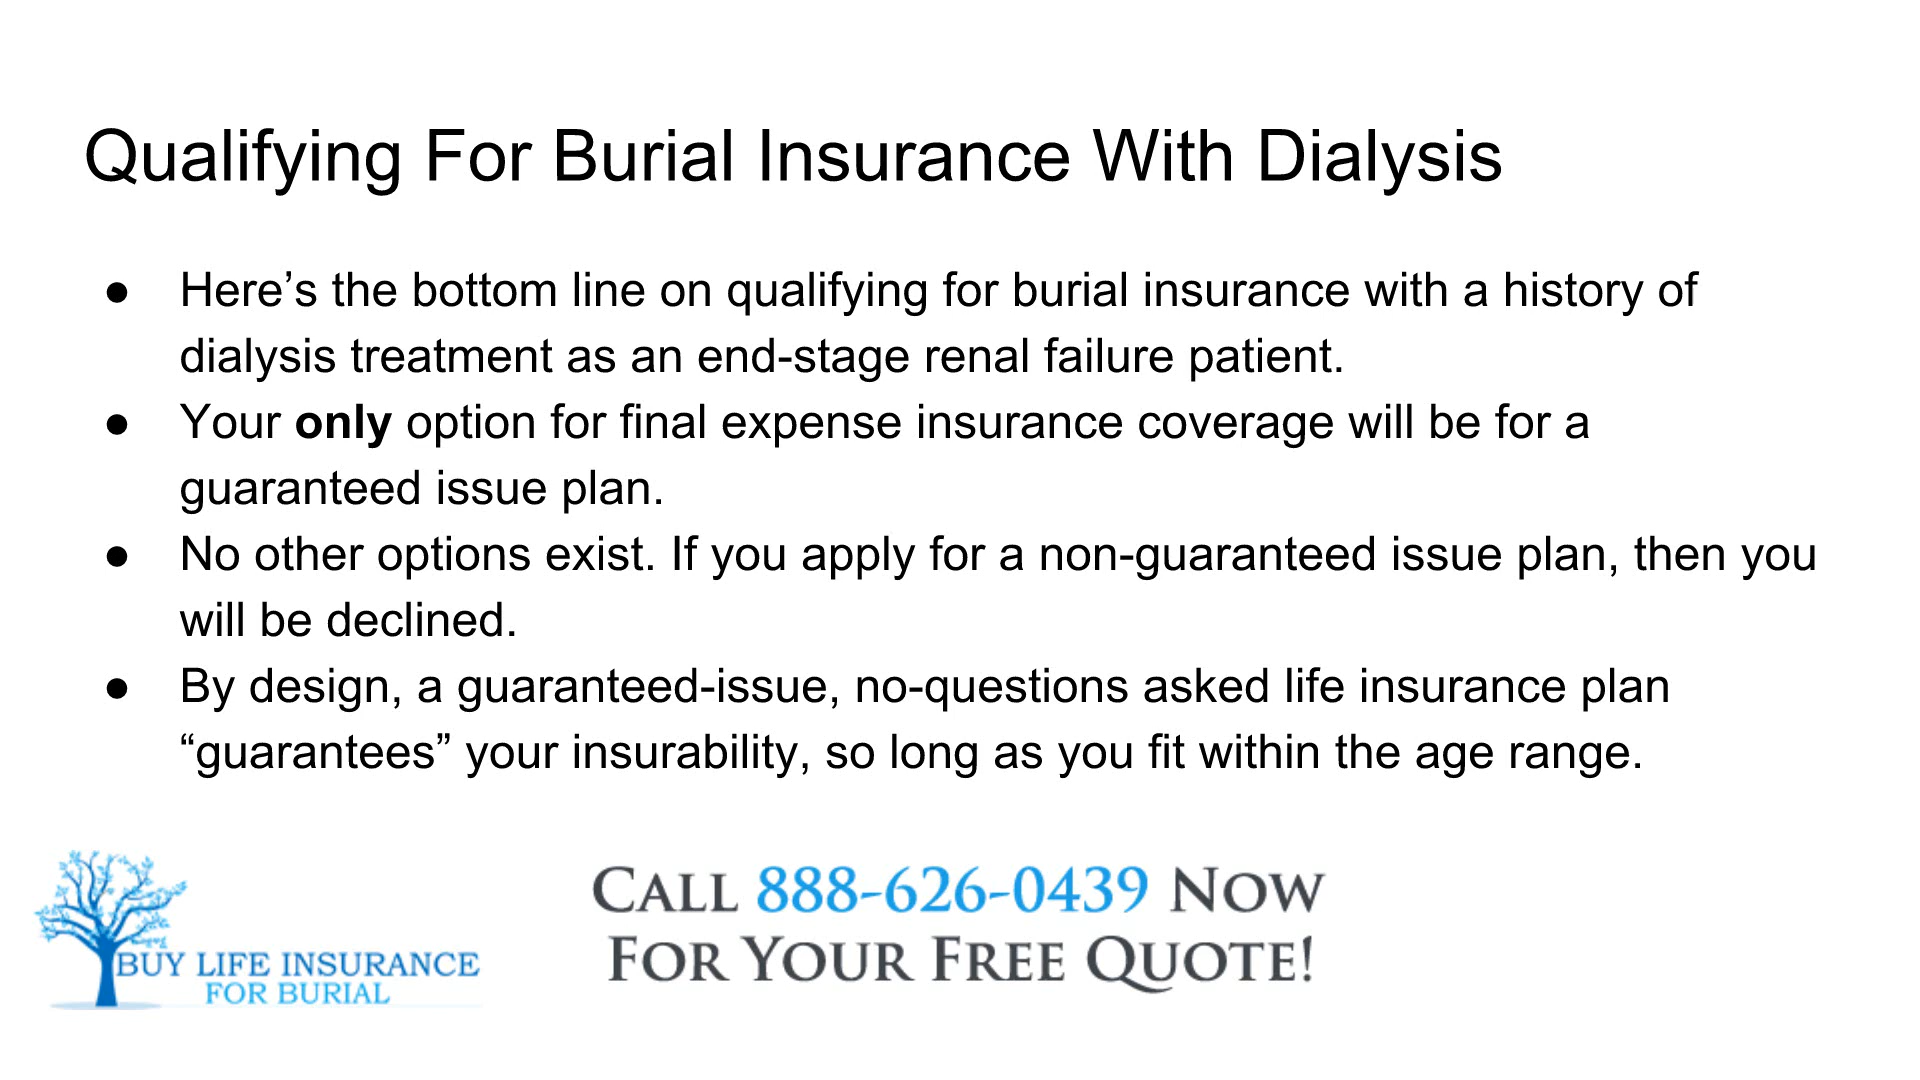 Qualifying For Burial Insurance With Dialysis
● Here’s the bottom line on qualifying for burial insurance with a history of
dialysis treatment as an end-stage renal failure patient.
● Your only option for final expense insurance coverage will be for a
guaranteed issue plan.
● No other options exist. If you apply for a non-guaranteed issue plan, then you
will be declined.
● By design, a guaranteed-issue, no-questions asked life insurance plan
“guarantees” your insurability, so long as you fit within the age range.
BUY LIFE INSURANCE
FOR BURIAL
CALL 888-626-0439 NOW
FOR YOUR FREE QUOTE!